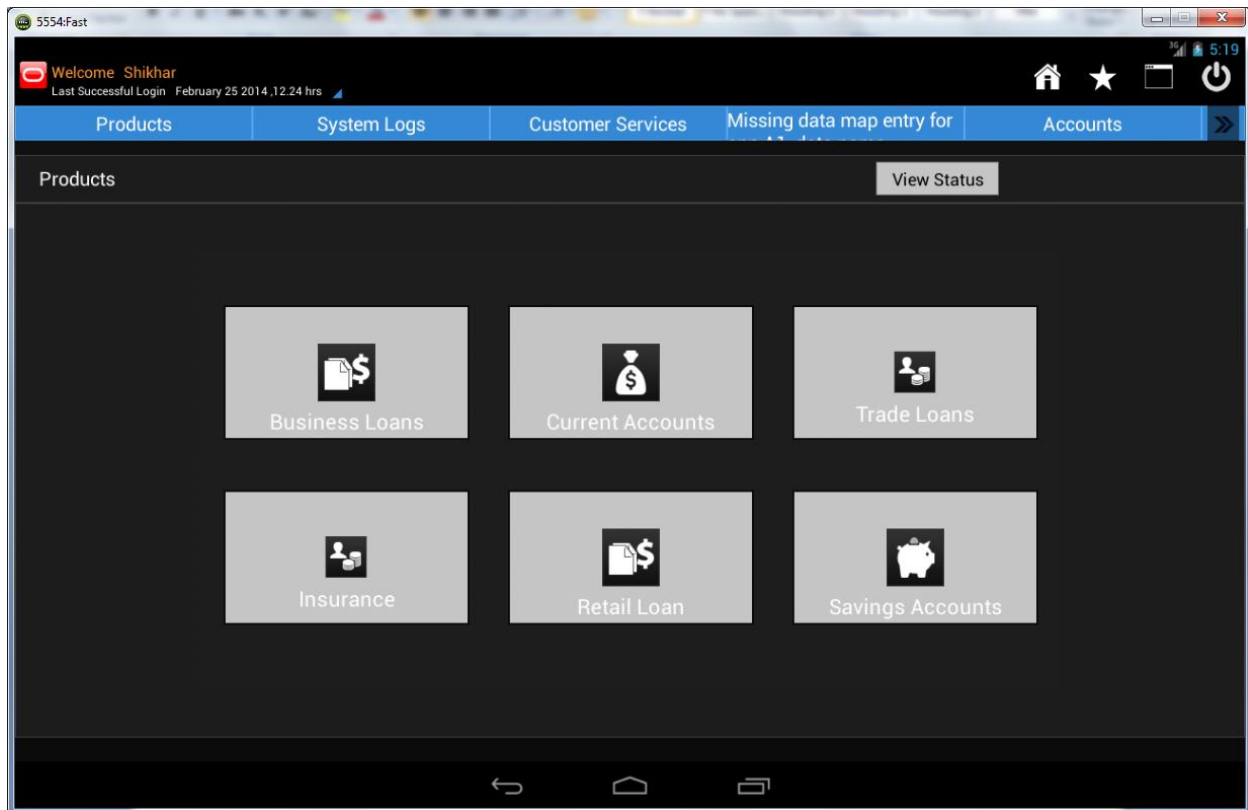 5554:Fast
3G 5:19
Welcome Shikhar
Last Successful Login February 25 2014 ,12.24 hrs
Products System Logs Customer Services Missing data map entry for Accounts
Products View Status
Business Loans Current Accounts Trade Loans
Insurance Retail Loan Savings Accounts